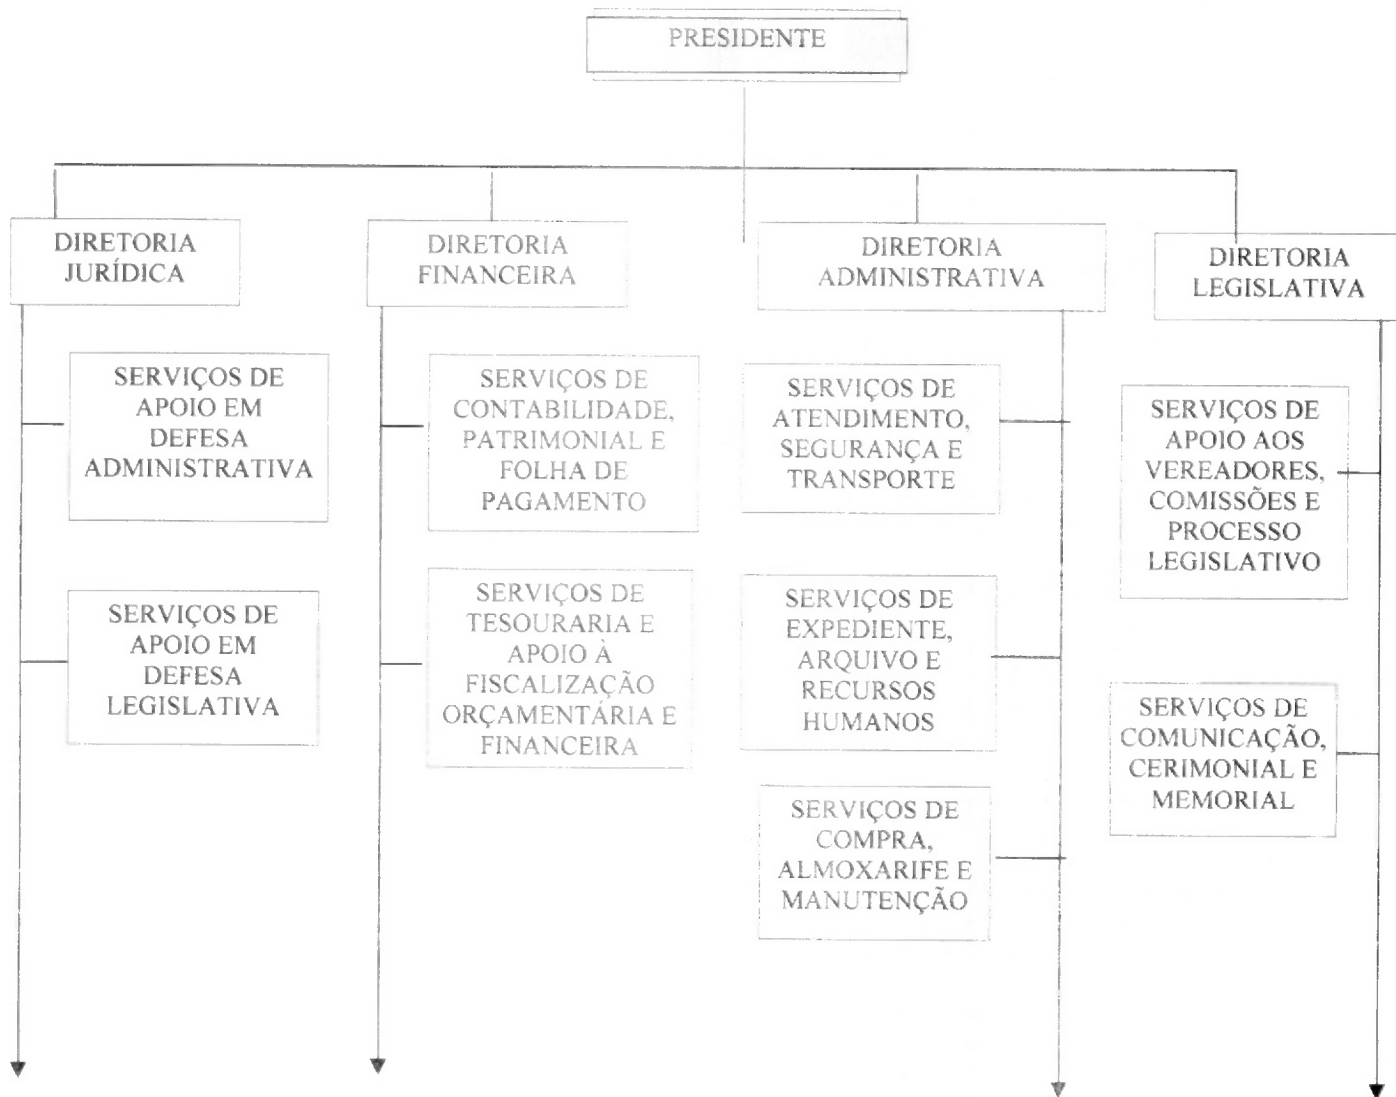 PRESIDENTE
DIRETORIA
JURÍDICA
DIRETORIA
FINANCEIRA
DIRETORIA
ADMINISTRATIVA
DIRETORIA
LEGISLATIVA
SERVIÇOS DE
APOIO EM
DEFESA
ADMINISTRATIVA
SERVIÇOS DE
APOIO EM
DEFESA
LEGISLATIVA
SERVIÇOS DE
CONTABILIDADE,
PATRIMONIAL E
FOLHA DE
PAGAMENTO
SERVIÇOS DE
TESOURARIA E
APOIO À
FISCALIZAÇÃO
ORÇAMENTÁRIA E
FINANCEIRA
SERVIÇOS DE
ATENDIMENTO,
SEGURANÇA E
TRANSPORTE
SERVIÇOS DE
EXPEDIENTE,
ARQUIVO E
RECURSOS
HUMANOS
SERVIÇOS DE
COMPRA,
ALMOXARIFE E
MANUTENÇÃO
SERVIÇOS DE
APOIO AOS
VEREADORES,
COMISSÕES E
PROCESSO
LEGISLATIVO
SERVIÇOS DE
COMUNICAÇÃO,
CERIMONIAL E
MEMORIAL